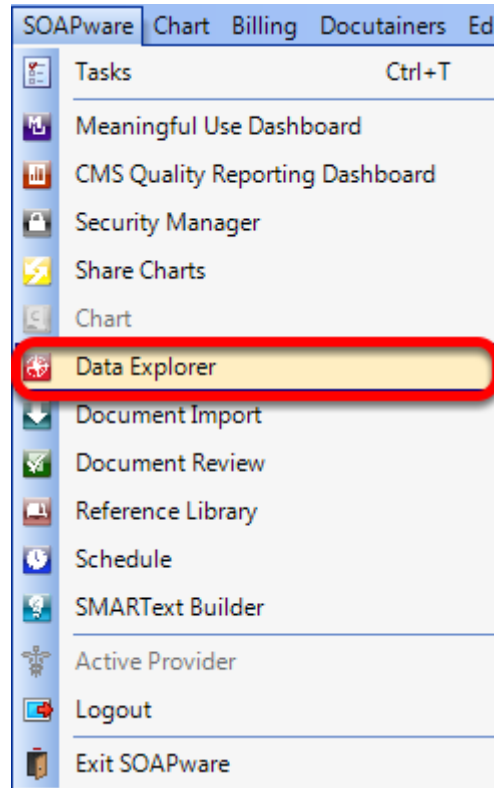 SOAPware Chart Billing Docutainers Ed
Tasks Ctrl+T
Meaningful Use Dashboard
CMS Quality Reporting Dashboard
Security Manager
Share Charts
Chart
Data Explorer
Document Import
Document Review
Reference Library
Schedule
SMARText Builder
Active Provider
Logout
Exit SOAPware